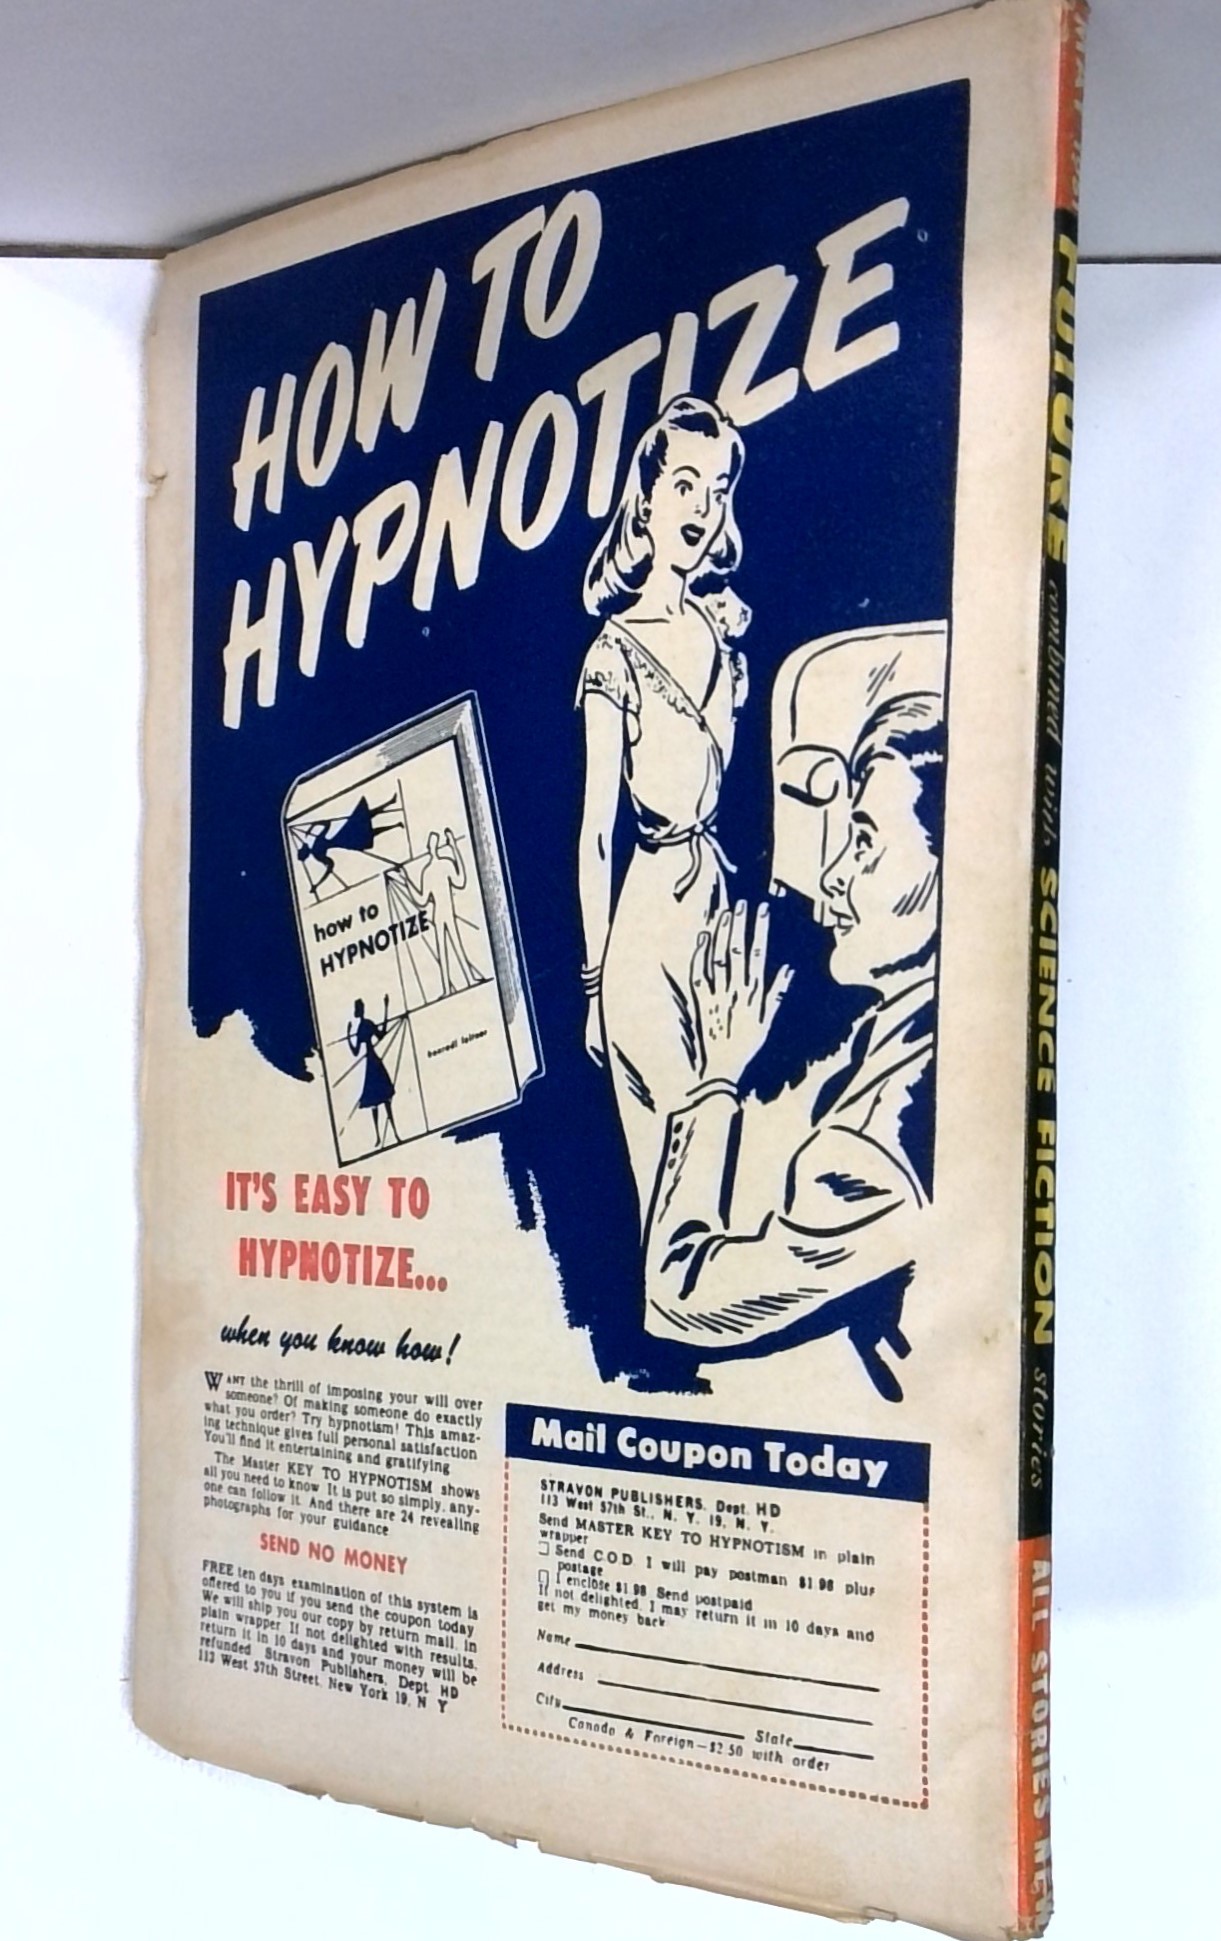 HOW TO
HYPNOTIZE
how to
HYPNOTIZE
IT'S EASY TO
HYPNOTIZE...
when you know how!
WANT the thrill of imposing your will over
someone? Of making someone do exactly
what you order? Try hypnotism! This amaz-
ing technique gives full personal satisfaction
You'll find it entertaining and gratifying
The Master KEY TO HYPNOTISM shows
all you need to know It is put so simply, any-
one can follow it. And there are 24 revealing
photographs for your guidance
SEND NO MONEY
FREE ten days examination of this system is
offered to you if you send the coupon today
We will ship you our copy by return mail, in
plain wrapper. If not delighted with results,
return it in 10 days and your money will be
refunded Stravon Publishers, Dept HD
113 West 57th Street, New York 19, N Y
Mail Coupon Today
STRAVON PUBLISHERS, Dept. HD
113 West 57th St., N. Y. 19, N. Y.
Send MASTER KEY TO HYPNOTISM in plain
wrapper
Send C.O.D. I will pay postman $1.98 plus
postage
I enclose $1.98 Send postpaid
If not delighted, I may return it in 10 days and
get my money back
Name
Address
City State
Canada & Foreign—$2.50 with order
MAY FUTURE combined with SCIENCE FICTION stories ALL STORIES NEW